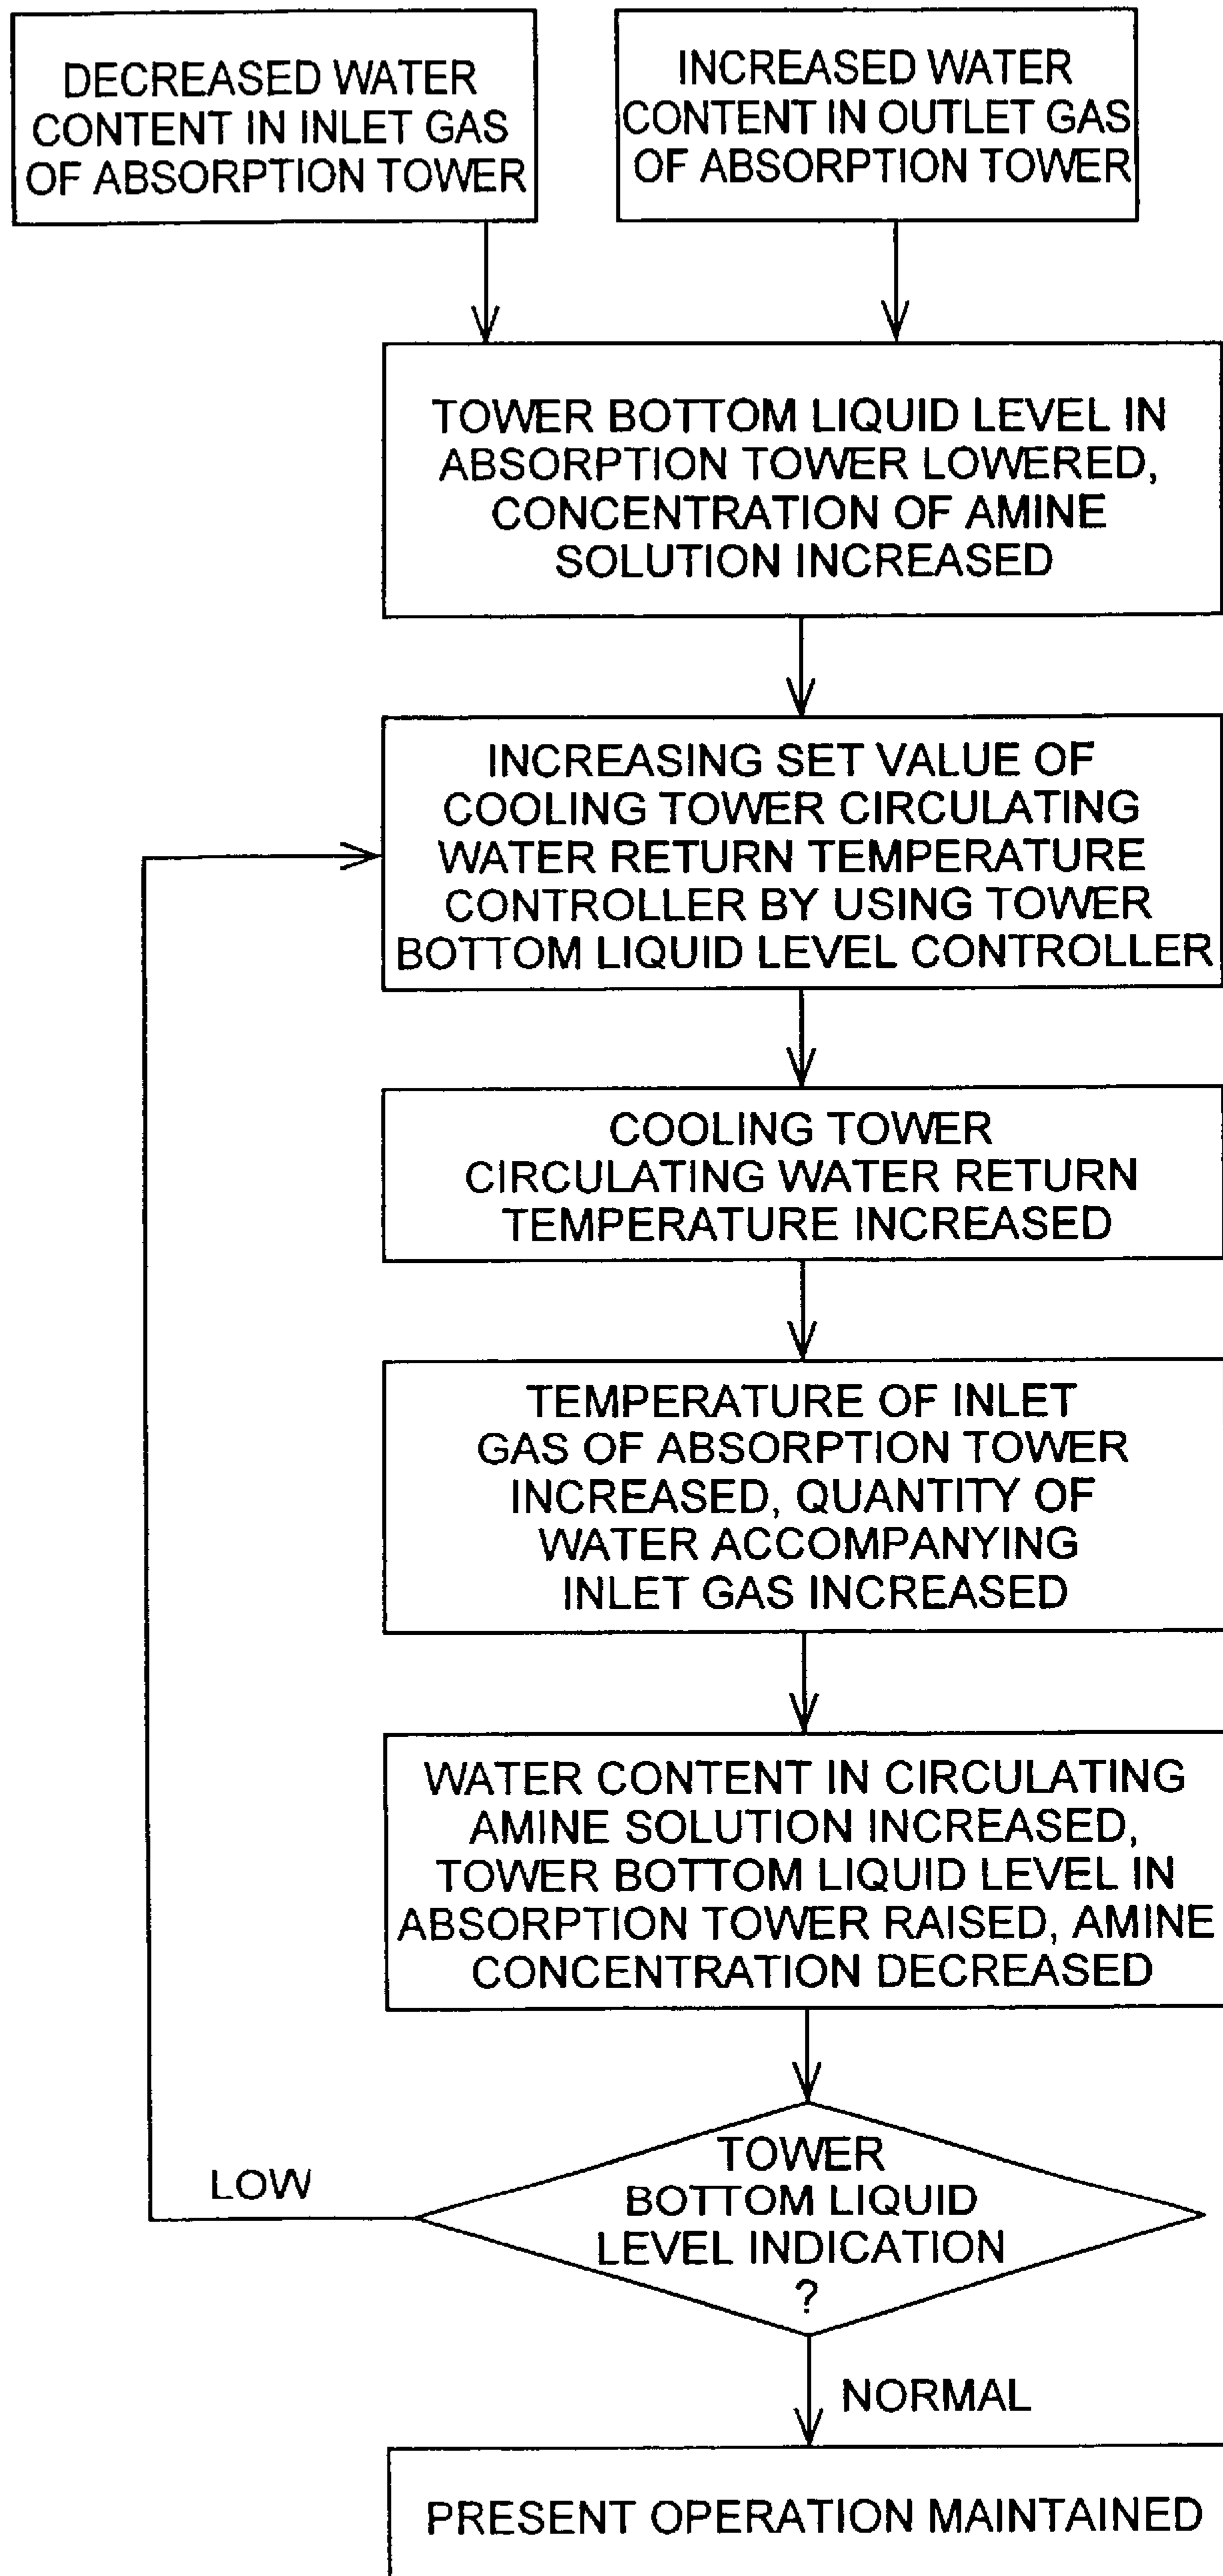 DECREASED WATER
CONTENT IN INLET GAS
OF ABSORPTION TOWER
INCREASED WATER
CONTENT IN OUTLET GAS
OF ABSORPTION TOWER
TOWER BOTTOM LIQUID LEVEL IN
ABSORPTION TOWER LOWERED,
CONCENTRATION OF AMINE
SOLUTION INCREASED
INCREASING SET VALUE OF
COOLING TOWER CIRCULATING
WATER RETURN TEMPERATURE
CONTROLLER BY USING TOWER
BOTTOM LIQUID LEVEL CONTROLLER
COOLING TOWER
CIRCULATING WATER RETURN
TEMPERATURE INCREASED
TEMPERATURE OF INLET
GAS OF ABSORPTION TOWER
INCREASED, QUANTITY OF
WATER ACCOMPANYING
INLET GAS INCREASED
WATER CONTENT IN CIRCULATING
AMINE SOLUTION INCREASED,
TOWER BOTTOM LIQUID LEVEL IN
ABSORPTION TOWER RAISED, AMINE
CONCENTRATION DECREASED
TOWER
BOTTOM LIQUID
LEVEL INDICATION
?
LOW
NORMAL
PRESENT OPERATION MAINTAINED